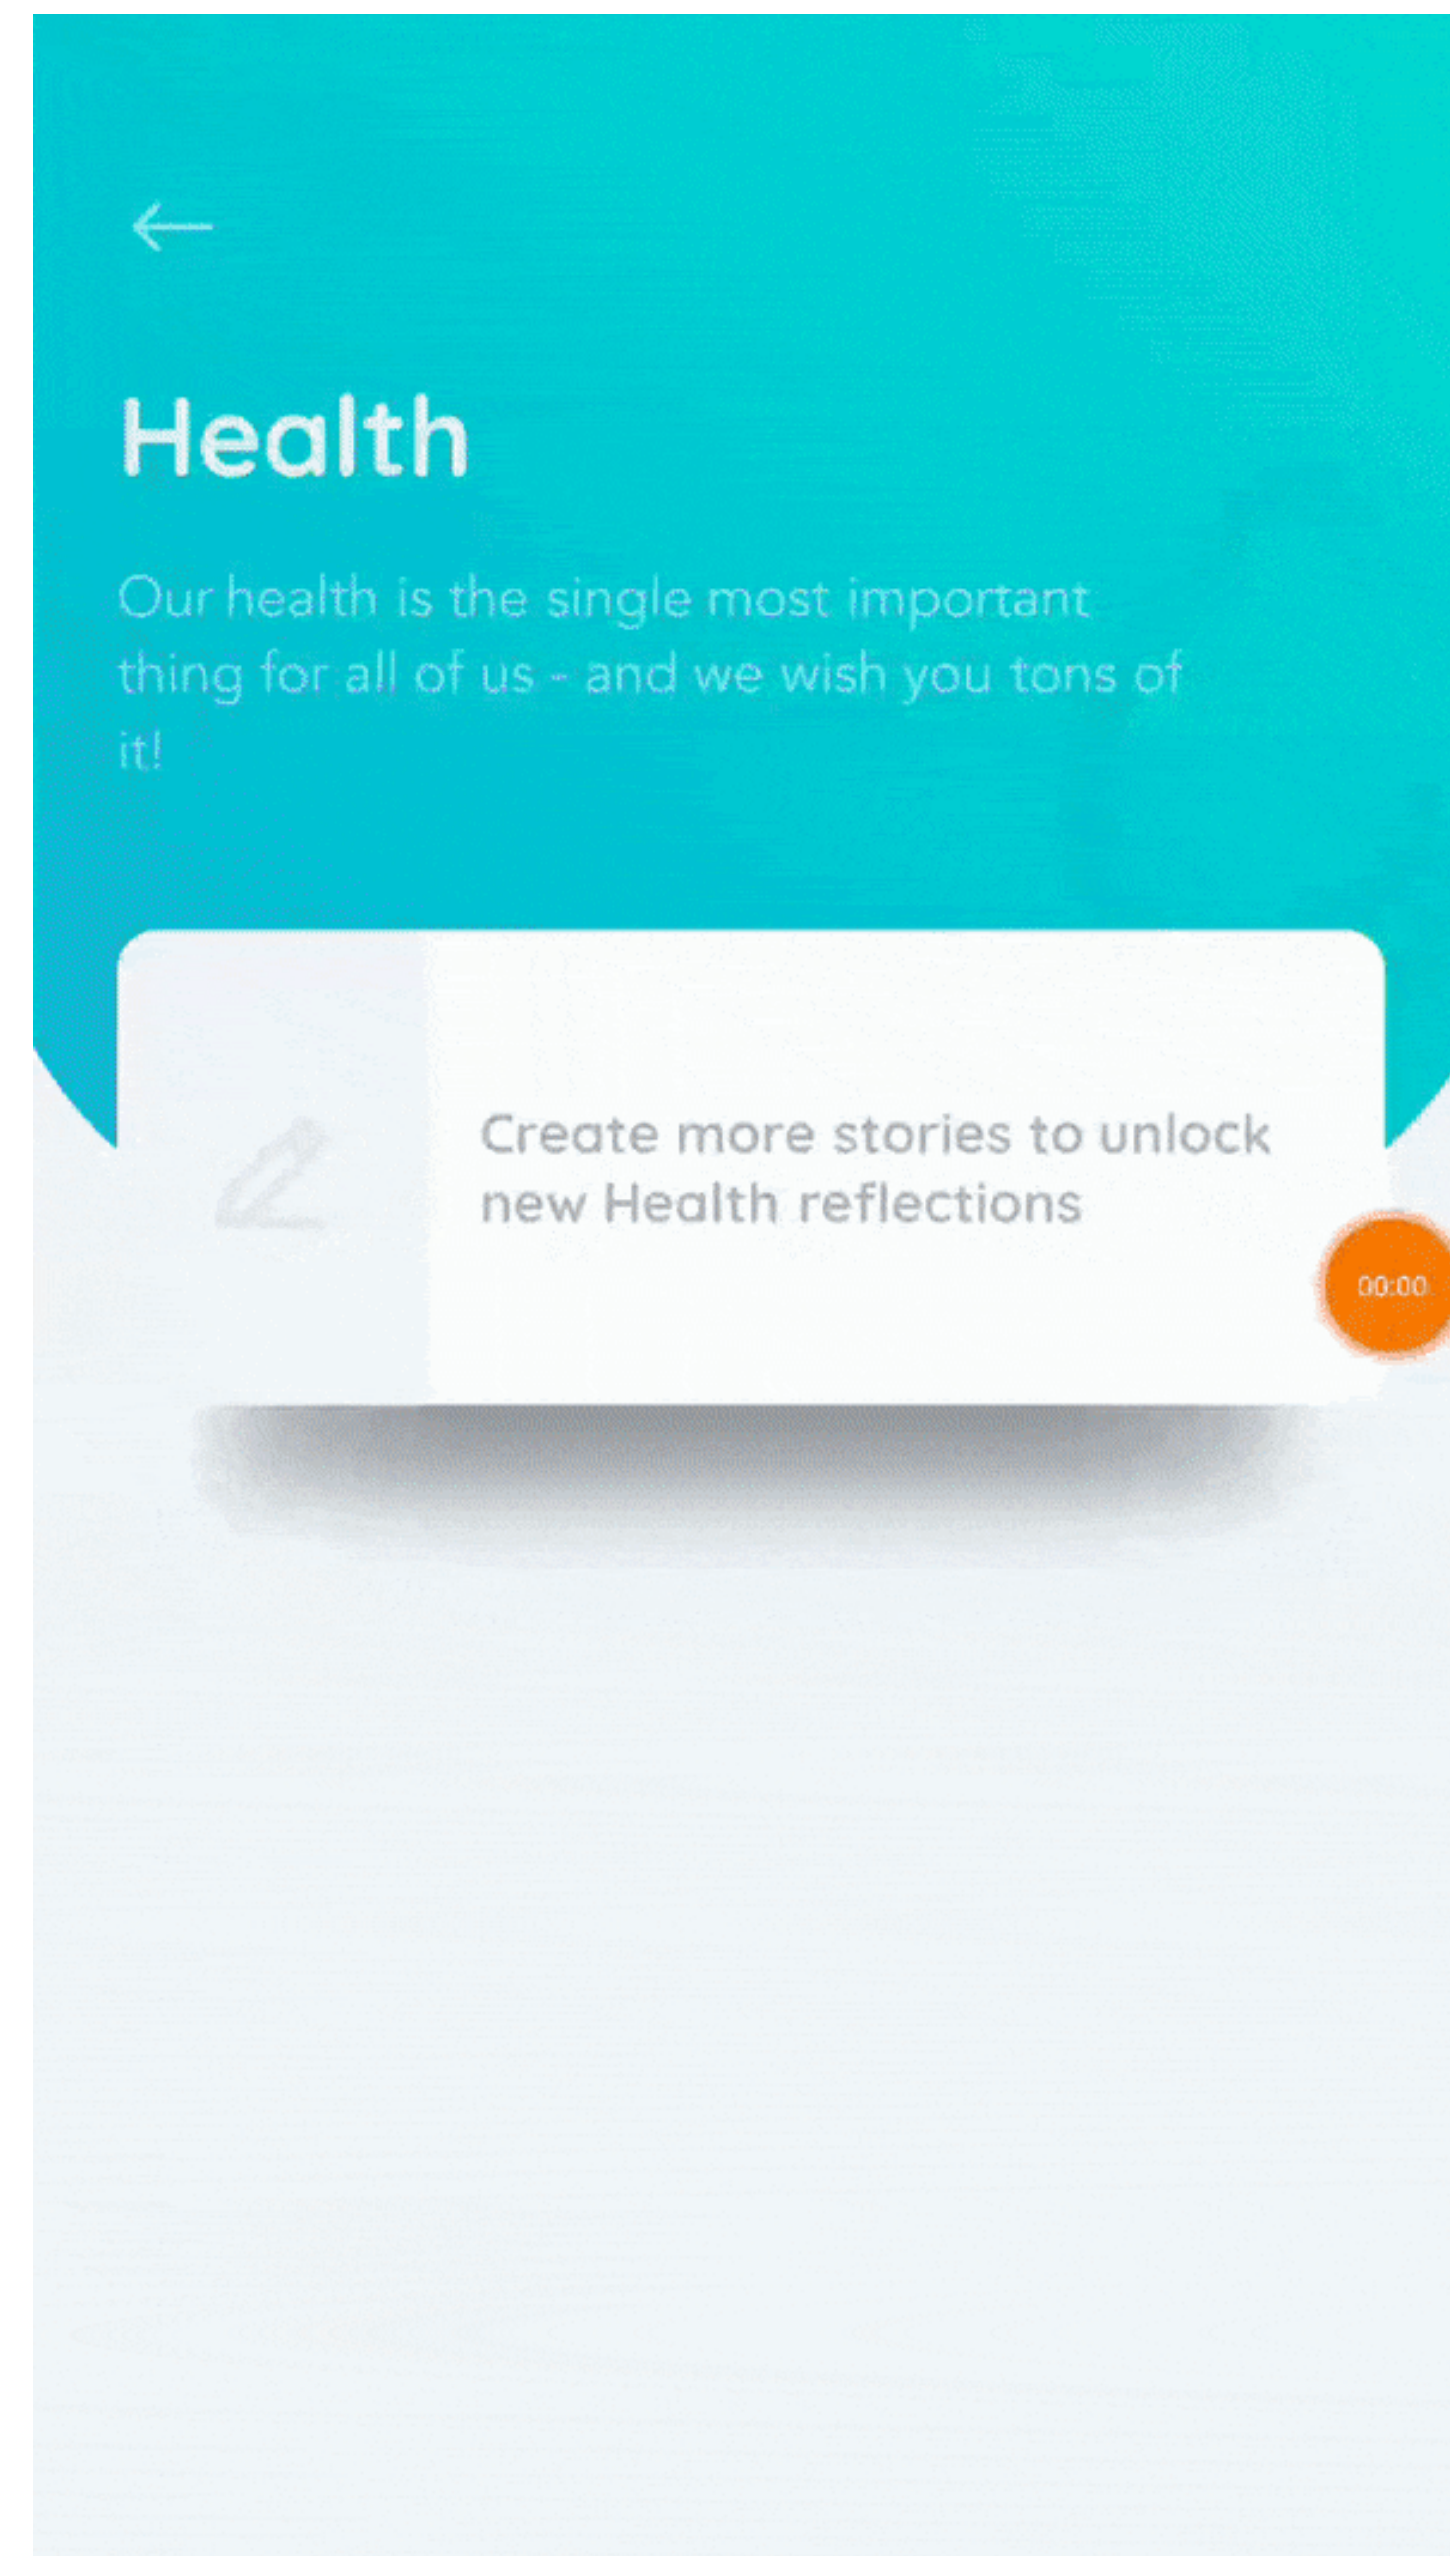 Health
Our health is the single most important
thing for all of us - and we wish you tons of
it!
Create more stories to unlock
new Health reflections
00:00